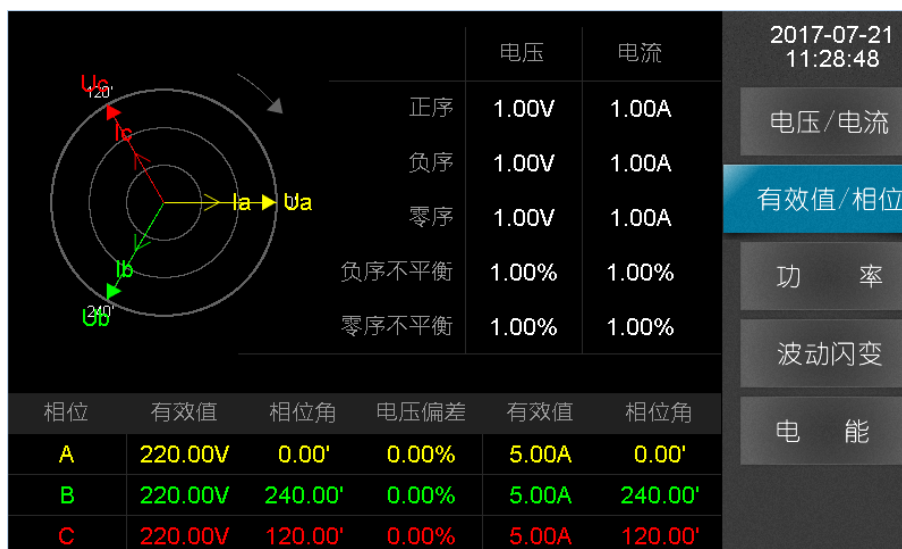 2017-07-21
11:28:48
电压/电流
有效值/相位
功 率
波动闪变
电 能
Uc
120'
Ic
Ia
Ua
Ib
240'
Ub
电压 电流
正序 1.00V 1.00A
负序 1.00V 1.00A
零序 1.00V 1.00A
负序不平衡 1.00% 1.00%
零序不平衡 1.00% 1.00%
相位 有效值 相位角 电压偏差 有效值 相位角
A 220.00V 0.00' 0.00% 5.00A 0.00'
B 220.00V 240.00' 0.00% 5.00A 240.00'
C 220.00V 120.00' 0.00% 5.00A 120.00'